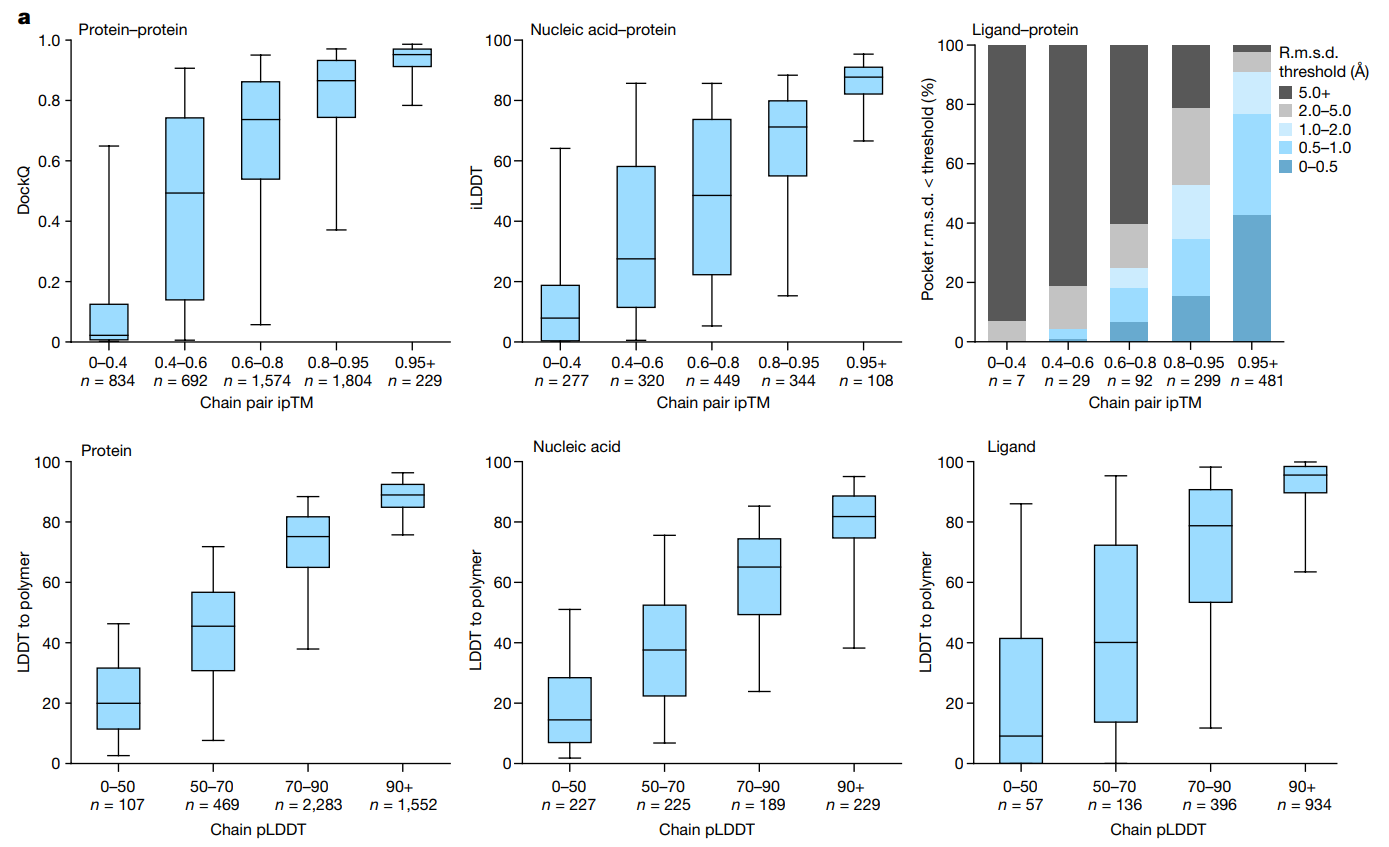 a
Protein–protein
DockQ
1.0
0.8
0.6
0.4
0.2
0
0–0.4 0.4–0.6 0.6–0.8 0.8–0.95 0.95+
n = 834 n = 692 n = 1,574 n = 1,804 n = 229
Chain pair ipTM
Nucleic acid–protein
iLDDT
100
80
60
40
20
0
0–0.4 0.4–0.6 0.6–0.8 0.8–0.95 0.95+
n = 277 n = 320 n = 449 n = 344 n = 108
Chain pair ipTM
Ligand–protein
Pocket r.m.s.d. < threshold (%)
100
80
60
40
20
0
0–0.4 0.4–0.6 0.6–0.8 0.8–0.95 0.95+
n = 7 n = 29 n = 92 n = 299 n = 481
Chain pair ipTM
R.m.s.d.
threshold (Å)
5.0+
2.0–5.0
1.0–2.0
0.5–1.0
0–0.5
Protein
LDDT to polymer
100
80
60
40
20
0
0–50 50–70 70–90 90+
n = 107 n = 469 n = 2,283 n = 1,552
Chain pLDDT
Nucleic acid
LDDT to polymer
100
80
60
40
20
0
0–50 50–70 70–90 90+
n = 227 n = 225 n = 189 n = 229
Chain pLDDT
Ligand
LDDT to polymer
100
80
60
40
20
0
0–50 50–70 70–90 90+
n = 57 n = 136 n = 396 n = 934
Chain pLDDT